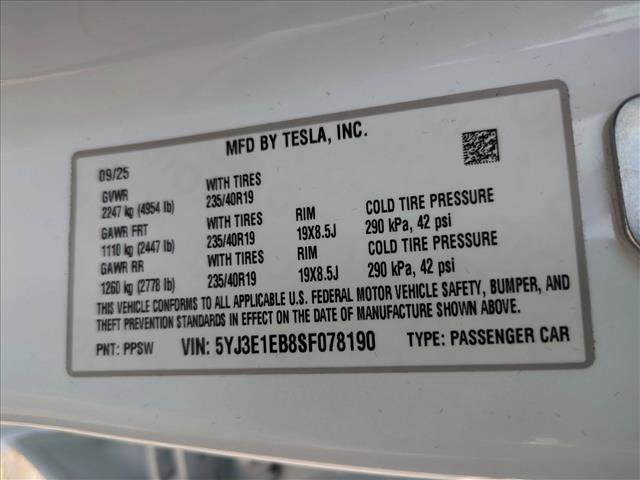 MFD BY TESLA, INC.
09/25
GVWR WITH TIRES
2247 kg (4954 lb) 235/40R19 RIM COLD TIRE PRESSURE
GAWR FRT WITH TIRES 19X8.5J 290 kPa, 42 psi
1110 kg (2447 lb) 235/40R19 RIM COLD TIRE PRESSURE
GAWR RR WITH TIRES 19X8.5J 290 kPa, 42 psi
1260 kg (2778 lb) 235/40R19
THIS VEHICLE CONFORMS TO ALL APPLICABLE U.S. FEDERAL MOTOR VEHICLE SAFETY, BUMPER, AND
THEFT PREVENTION STANDARDS IN EFFECT ON THE DATE OF MANUFACTURE SHOWN ABOVE.
PNT: PPSW VIN: 5YJ3E1EB8SF078190 TYPE: PASSENGER CAR